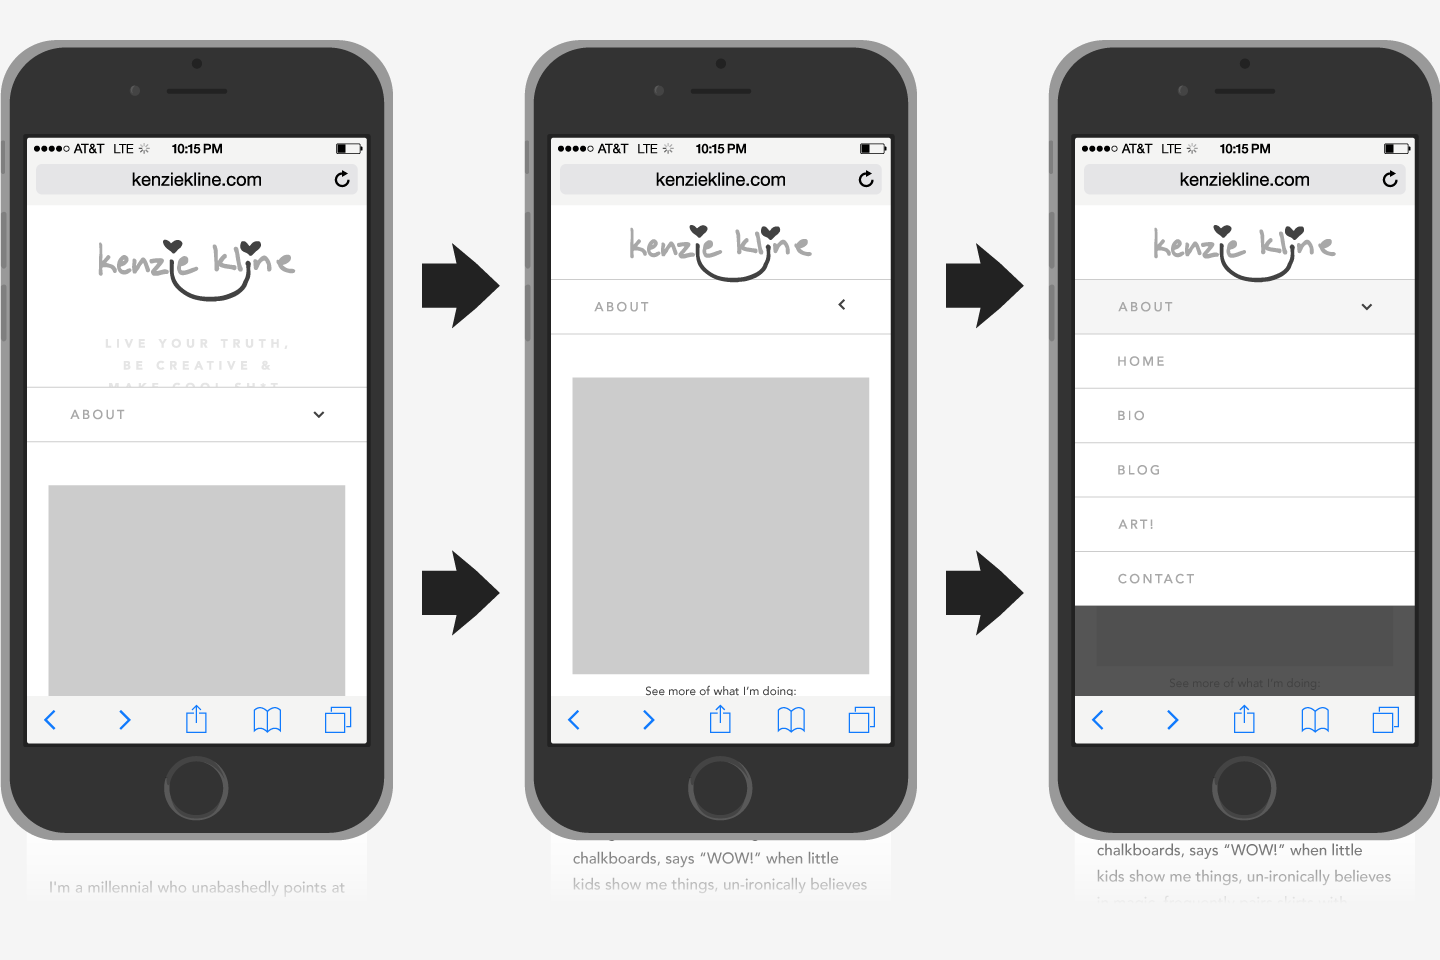 AT&T LTE 10:15 PM
kenziekline.com
kenzie kline
LIVE YOUR TRUTH,
BE CREATIVE &
MAKE COOL
ABOUT
I'm a millennial who unabashedly points at
AT&T LTE 10:15 PM
kenziekline.com
kenzie kline
ABOUT
See more of what I'm doing:
chalkboards, says “WOW!” when little
kids show me things, un-ironically believes
AT&T LTE 10:15 PM
kenziekline.com
kenzie kline
ABOUT
HOME
BIO
BLOG
ART!
CONTACT
See more of what I'm doing:
chalkboards, says “WOW!” when little
kids show me things, un-ironically believes